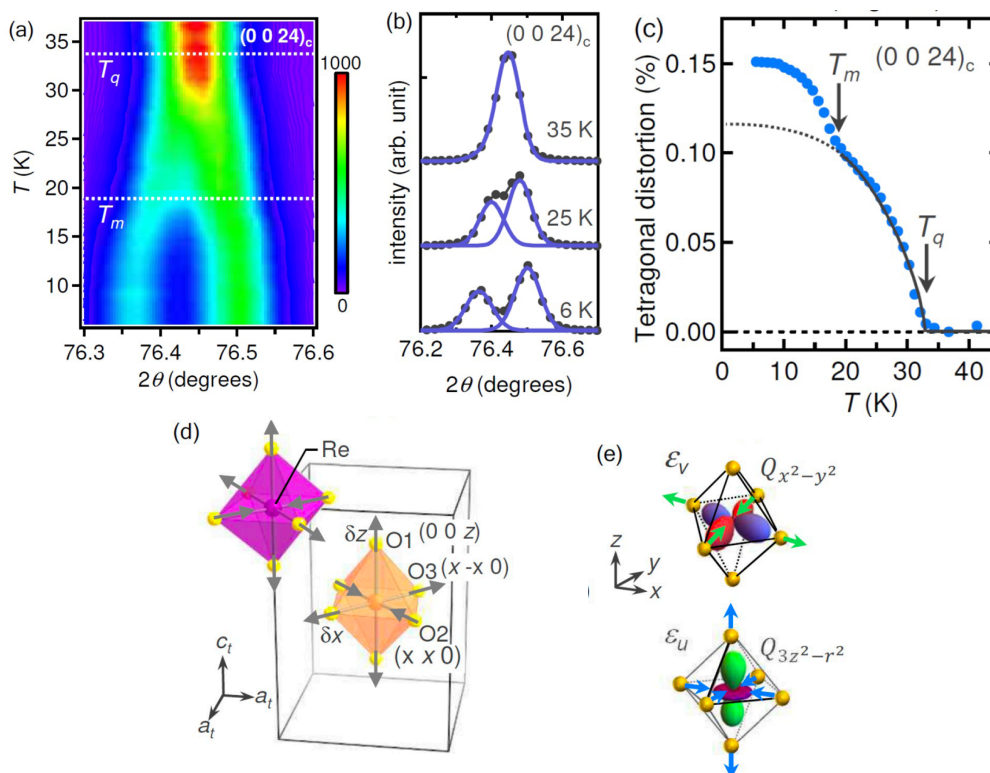 (a)
(0 0 24)c
1000
0
Tq
Tm
35
30
25
20
15
10
T (K)
76.3 76.4 76.5 76.6
2θ (degrees)
(b)
(0 0 24)c
35 K
25 K
6 K
intensity (arb. unit)
76.2 76.4 76.6
2θ (degrees)
(c)
(0 0 24)c
Tm
Tq
0.15
0.10
0.05
0.00
Tetragonal distortion (%)
0 10 20 30 40
T (K)
(d)
Re
δz
O1 (0 0 z)
O3
(x -x 0)
δx
O2
(x x 0)
ct
at
at
(e)
εv
Qx²−y²
z
y
x
εu
Q3z²−r²